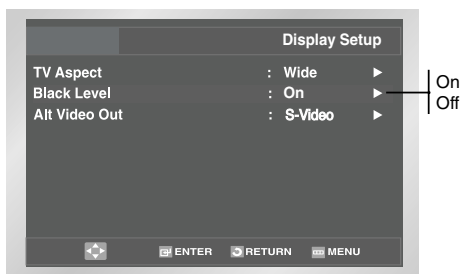 Display Setup
TV Aspect : Wide ►
Black Level : On ►
Alt Video Out : S-Video ►
On
Off
ENTER RETURN MENU